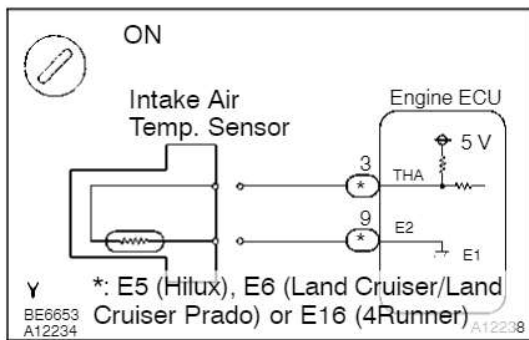 ON
Intake Air
Temp. Sensor
Engine ECU
5 V
3
*
THA
9
*
E2
E1
Y
*: E5 (Hilux), E6 (Land Cruiser/Land
Cruiser Prado) or E16 (4Runner)
BE6653
A12234
A12238